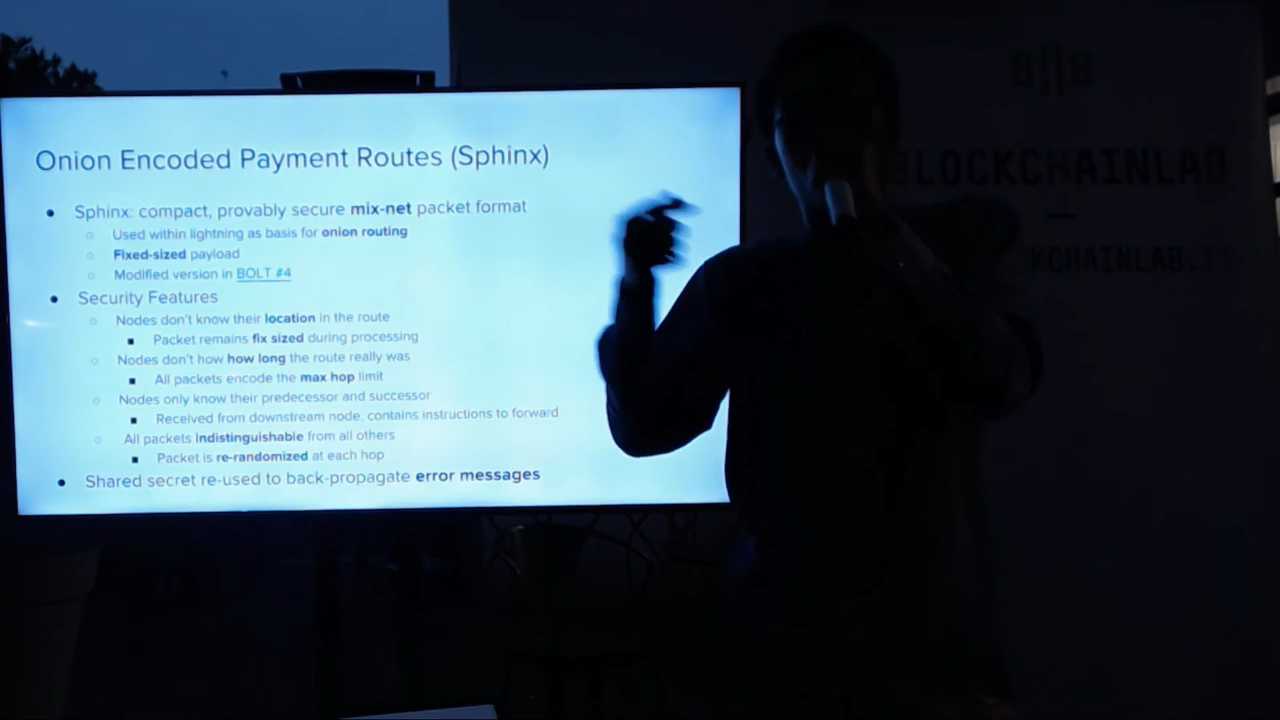 Onion Encoded Payment Routes (Sphinx)
● Sphinx: compact, provably secure mix-net packet format
○ Used within lightning as basis for onion routing
○ Fixed-sized payload
○ Modified version in BOLT #4
● Security Features
○ Nodes don't know their location in the route
■ Packet remains fix sized during processing
○ Nodes don't how how long the route really was
■ All packets encode the max hop limit
○ Nodes only know their predecessor and successor
■ Received from downstream node, contains instructions to forward
○ All packets indistinguishable from all others
■ Packet is re-randomized at each hop
● Shared secret re-used to back-propagate error messages
B||B
BLOCKCHAINLAB
KCHAINLAB.IT